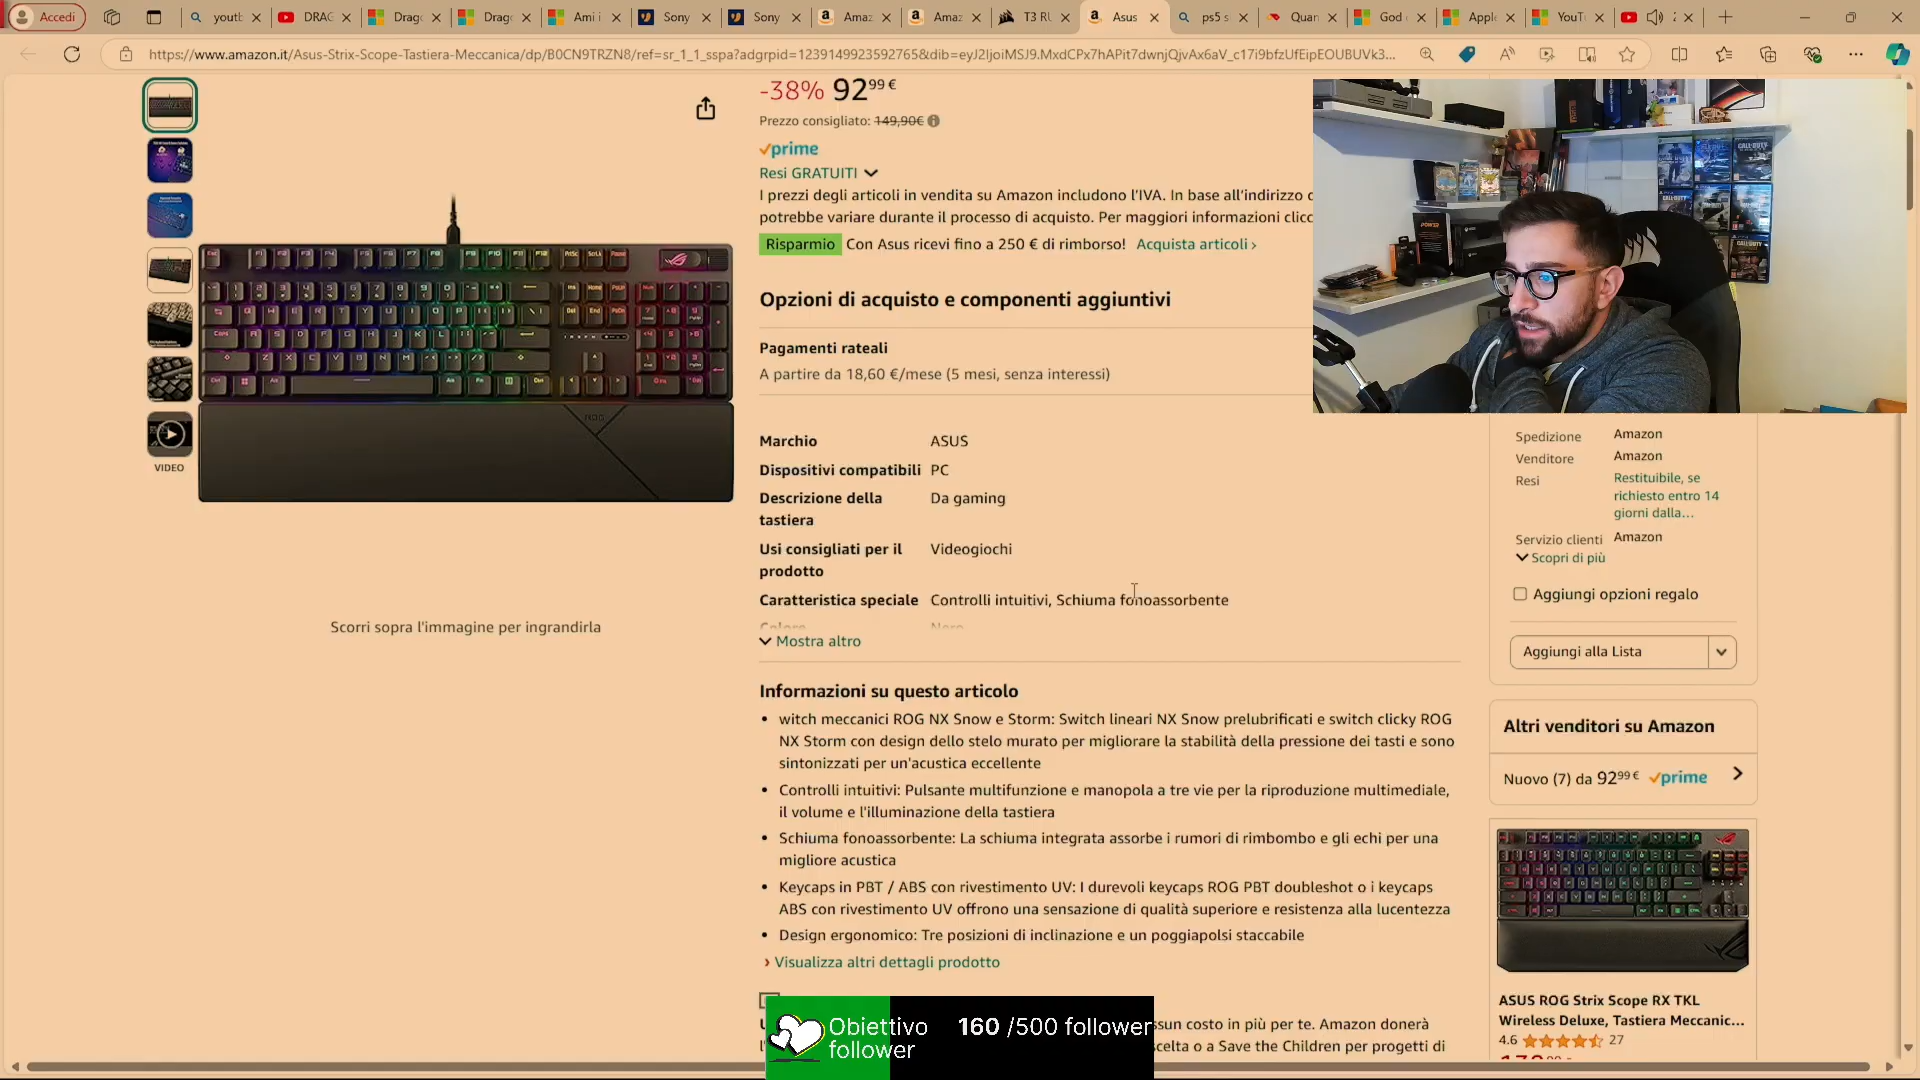 Accedi
youtl
DRAG
Drago
Drago
Ami i
Sony
Sony
Amaz
Amaz
T3 RU
Asus
ps5 s
Quar
God c
Apple
YouT
https://www.amazon.it/Asus-Strix-Scope-Tastiera-Meccanica/dp/B0CN9TRZN8/ref=sr_1_1_sspa?adgrpid=1239149923592765&dib=eyJ2IjoiMSJ9.MxdCPx7hAPit7dwnjQjvAx6aV_c17i9bfzUfEipEOUBUVk3...
-38% 92 99 €
Prezzo consigliato: 149,90€
prime
Resi GRATUITI
I prezzi degli articoli in vendita su Amazon includono l'IVA. In base all'indirizzo d
potrebbe variare durante il processo di acquisto. Per maggiori informazioni clicc
Risparmio Con Asus ricevi fino a 250 € di rimborso! Acquista articoli ›
Opzioni di acquisto e componenti aggiuntivi
Pagamenti rateali
A partire da 18,60 €/mese (5 mesi, senza interessi)
VIDEO
Scorri sopra l'immagine per ingrandirla
Marchio ASUS
Dispositivi compatibili PC
Descrizione della tastiera Da gaming
Usi consigliati per il prodotto Videogiochi
Caratteristica speciale Controlli intuitivi, Schiuma fonoassorbente
Colore Nero
Mostra altro
Informazioni su questo articolo
• witch meccanici ROG NX Snow e Storm: Switch lineari NX Snow prelubrificati e switch clicky ROG
NX Storm con design dello stelo murato per migliorare la stabilità della pressione dei tasti e sono
sintonizzati per un'acustica eccellente
• Controlli intuitivi: Pulsante multifunzione e manopola a tre vie per la riproduzione multimediale,
il volume e l'illuminazione della tastiera
• Schiuma fonoassorbente: La schiuma integrata assorbe i rumori di rimbombo e gli echi per una
migliore acustica
• Keycaps in PBT / ABS con rivestimento UV: I durevoli keycaps ROG PBT doubleshot o i keycaps
ABS con rivestimento UV offrono una sensazione di qualità superiore e resistenza alla lucentezza
• Design ergonomico: Tre posizioni di inclinazione e un poggiapolsi staccabile
› Visualizza altri dettagli prodotto
ssun costo in più per te. Amazon donerà
scelta o a Save the Children per progetti di
Obiettivo
follower
160 /500 follower
Spedizione Amazon
Venditore Amazon
Resi Restituibile, se
richiesto entro 14
giorni dalla...
Servizio clienti Amazon
Scopri di più
Aggiungi opzioni regalo
Aggiungi alla Lista
Altri venditori su Amazon
Nuovo (7) da 92 99 € prime
ASUS ROG Strix Scope RX TKL
Wireless Deluxe, Tastiera Meccanic...
4.6 27